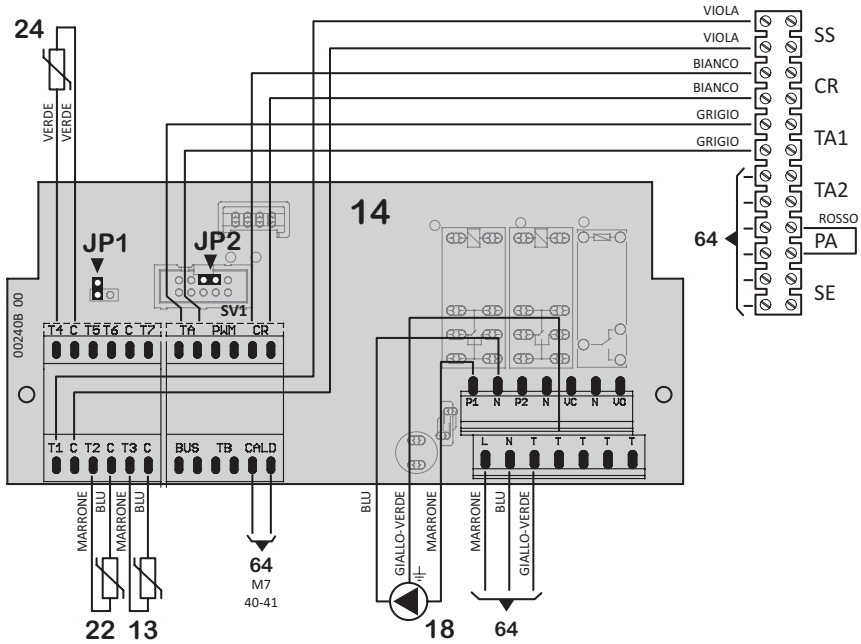 24
VIOLA
SS
VIOLA
BIANCO
CR
BIANCO
GRIGIO
TA1
GRIGIO
VERDE
VERDE
TA2
ROSSO
PA
64
SE
14
JP1
JP2
SV1
00240B 00
T4 C T5 T6 C T7
TA PWM CR
T1 C T2 C T3 C
BUS TB CALD
P1 N P2 N VC N VO
L N T T T T T
MARRONE
BLU
MARRONE
BLU
64
M7
40-41
BLU
GIALLO-VERDE
MARRONE
MARRONE
BLU
GIALLO-VERDE
22
13
18
64